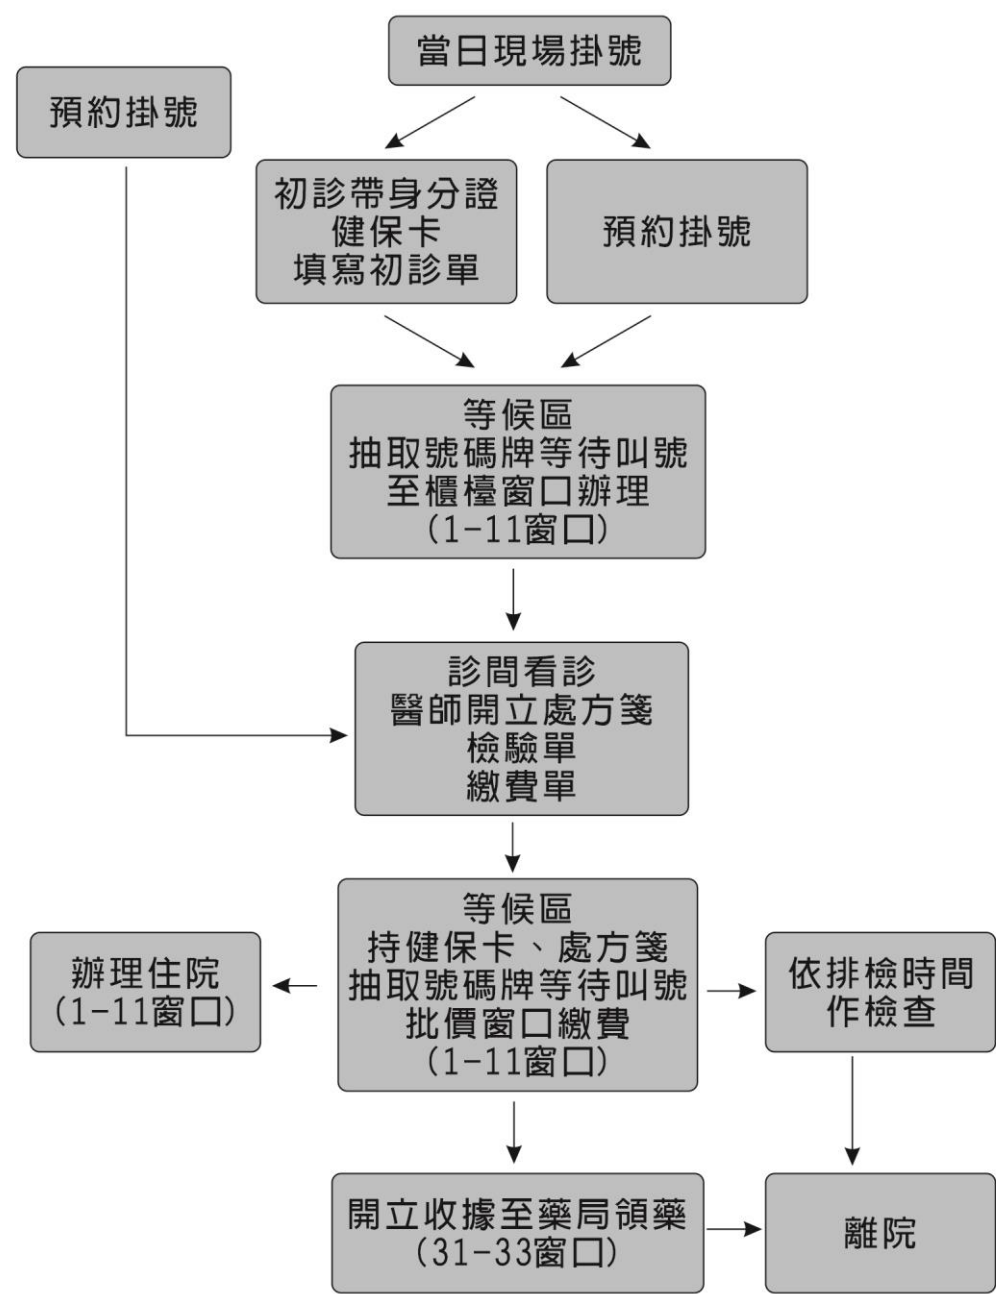 當日現場掛號
預約掛號
初診帶身分證
健保卡
填寫初診單
預約掛號
等候區
抽取號碼牌等待叫號
至櫃檯窗口辦理
(1-11窗口)
診間看診
醫師開立處方箋
檢驗單
繳費單
等候區
持健保卡、處方箋
抽取號碼牌等待叫號
批價窗口繳費
(1-11窗口)
辦理住院
(1-11窗口)
依排檢時間
作檢查
開立收據至藥局領藥
(31-33窗口)
離院